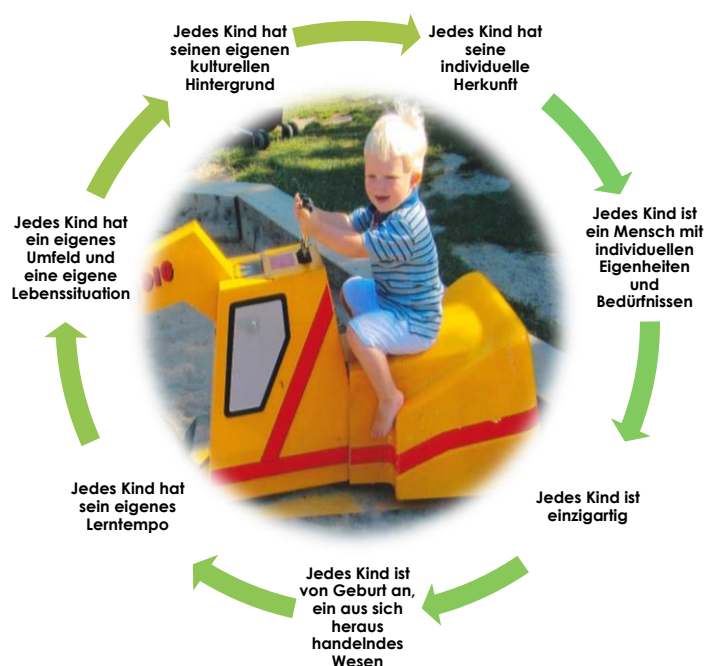 Jedes Kind hat
seinen eigenen
kulturellen
Hintergrund
Jedes Kind hat
seine
individuelle
Herkunft
Jedes Kind ist
ein Mensch mit
individuellen
Eigenheiten
und
Bedürfnissen
Jedes Kind ist
einzigartig
Jedes Kind ist
von Geburt an,
ein aus sich
heraus
handelndes
Wesen
Jedes Kind hat
sein eigenes
Lerntempo
Jedes Kind hat
ein eigenes
Umfeld und
eine eigene
Lebenssituation